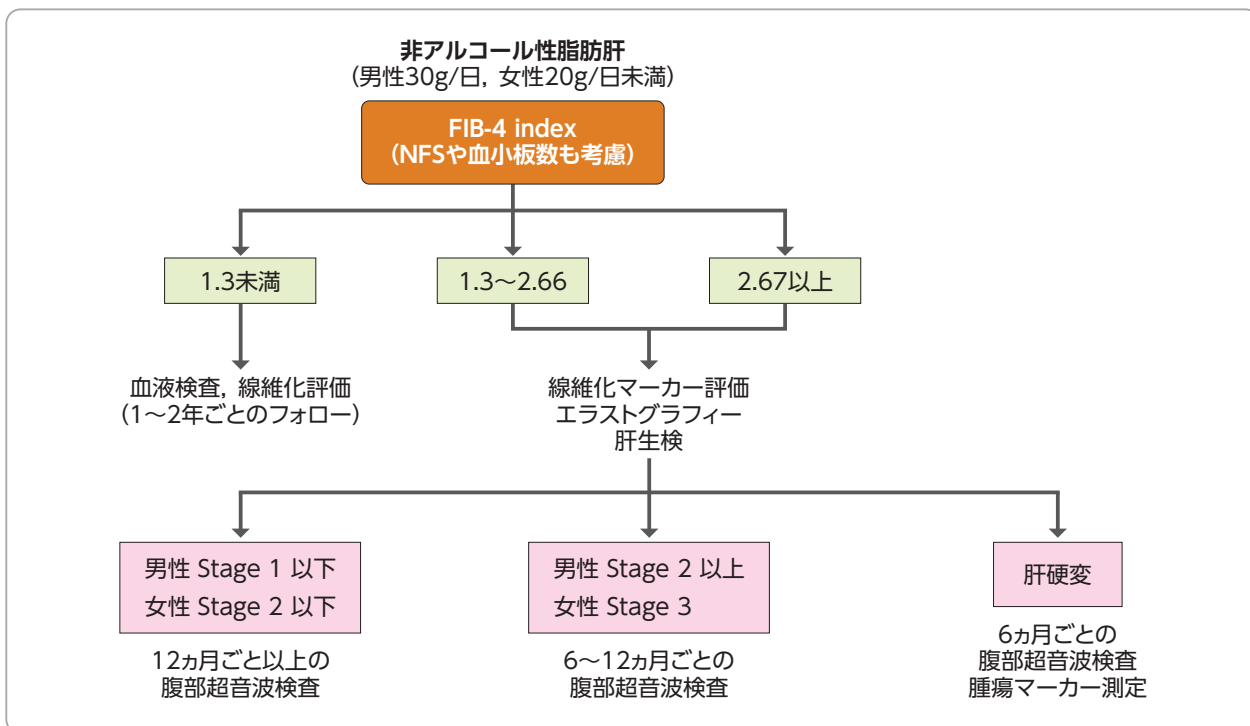 非アルコール性脂肪肝
(男性30g/日, 女性20g/日未満)
FIB-4 index
(NFSや血小板数も考慮)
1.3未満
1.3～2.66
2.67以上
血液検査, 線維化評価
(1～2年ごとのフォロー)
線維化マーカー評価
エラストグラフィー
肝生検
男性 Stage 1 以下
女性 Stage 2 以下
男性 Stage 2 以上
女性 Stage 3
肝硬変
12ヵ月ごと以上の
腹部超音波検査
6～12ヵ月ごとの
腹部超音波検査
6ヵ月ごとの
腹部超音波検査
腫瘍マーカー測定